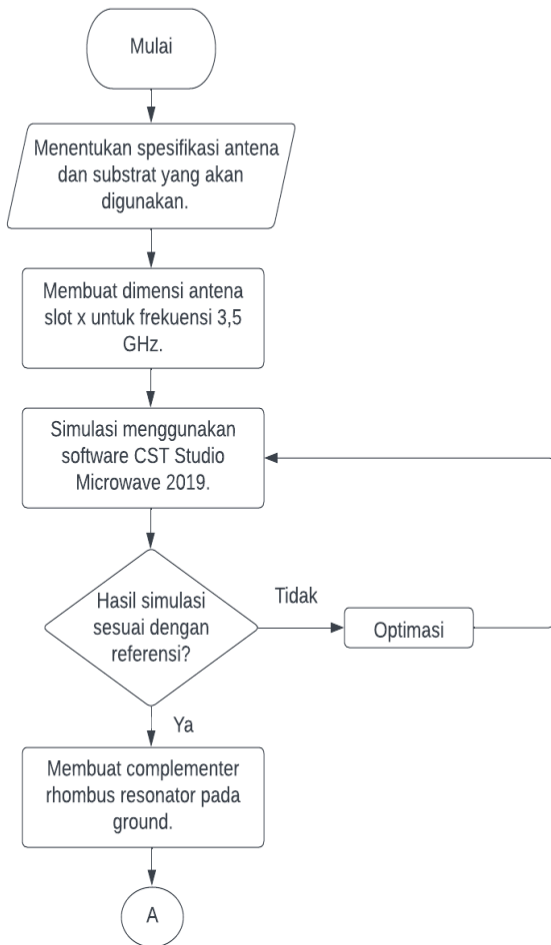 Mulai
Menentukan spesifikasi antena
dan substrat yang akan
digunakan.
Membuat dimensi antena
slot x untuk frekuensi 3,5
GHz.
Simulasi menggunakan
software CST Studio
Microwave 2019.
Hasil simulasi
sesuai dengan
referensi?
Tidak
Optimasi
Ya
Membuat complementer
rhombus resonator pada
ground.
A